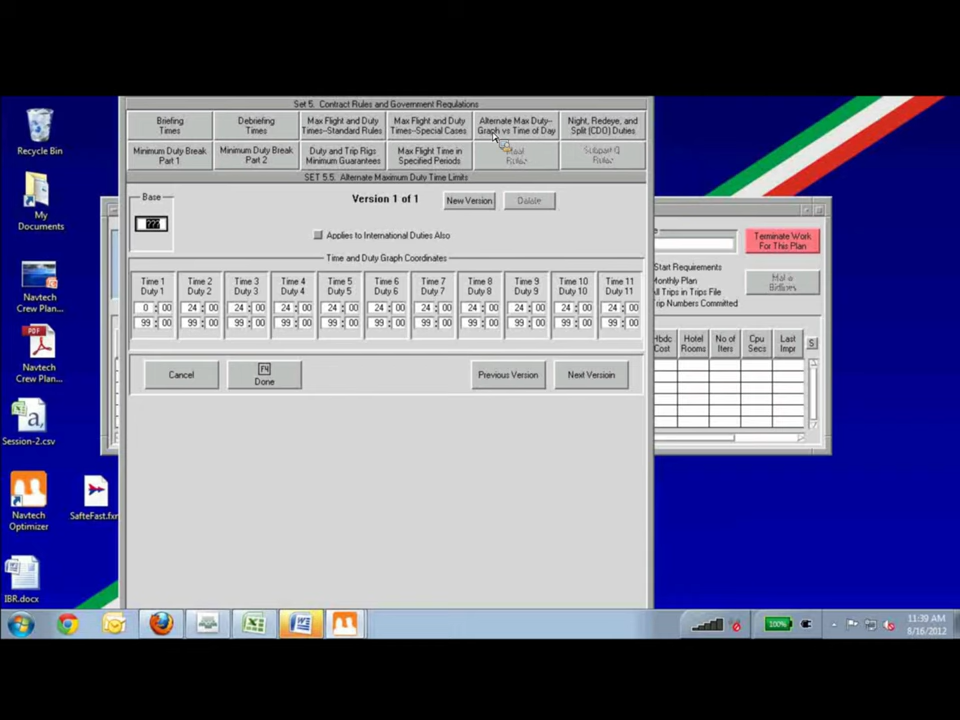 Set 5. Contract Rules and Government Regulations
Briefing Times
Debriefing Times
Max Flight and Duty Times–Standard Rules
Max Flight and Duty Times–Special Cases
Alternate Max Duty– Graph vs Time of Day
Night, Redeye, and Split (CDO) Duties
Minimum Duty Break Part 1
Minimum Duty Break Part 2
Duty and Trip Rigs Minimum Guarantees
Max Flight Time in Specified Periods
Rules
Subpart Q Rules
SET 5.5. Alternate Maximum Duty Time Limits
Base
???
Version 1 of 1
New Version
Delete
Applies to International Duties Also
Time and Duty Graph Coordinates
Time 1 Time 2 Time 3 Time 4 Time 5 Time 6 Time 7 Time 8 Time 9 Time 10 Time 11
Duty 1 Duty 2 Duty 3 Duty 4 Duty 5 Duty 6 Duty 7 Duty 8 Duty 9 Duty 10 Duty 11
0 : 00 24 : 00 24 : 00 24 : 00 24 : 00 24 : 00 24 : 00 24 : 00 24 : 00 24 : 00 24 : 00
99 : 00 99 : 00 99 : 00 99 : 00 99 : 00 99 : 00 99 : 00 99 : 00 99 : 00 99 : 00 99 : 00
Cancel
F4
Done
Previous Version
Next Version
Terminate Work
For This Plan
Start Requirements
Monthly Plan
All Trips in Trips File
Trip Numbers Committed
Make
Bidlines
Hbdc Cost
Hotel Rooms
No of Iters
Cpu Secs
Last Impr
S
Recycle Bin
My Documents
Navtech Crew Plan...
Navtech Crew Plan...
Session-2.csv
Navtech Optimizer
SafteFast.fxr
IBR.docx
100%
11:39 AM
8/16/2012